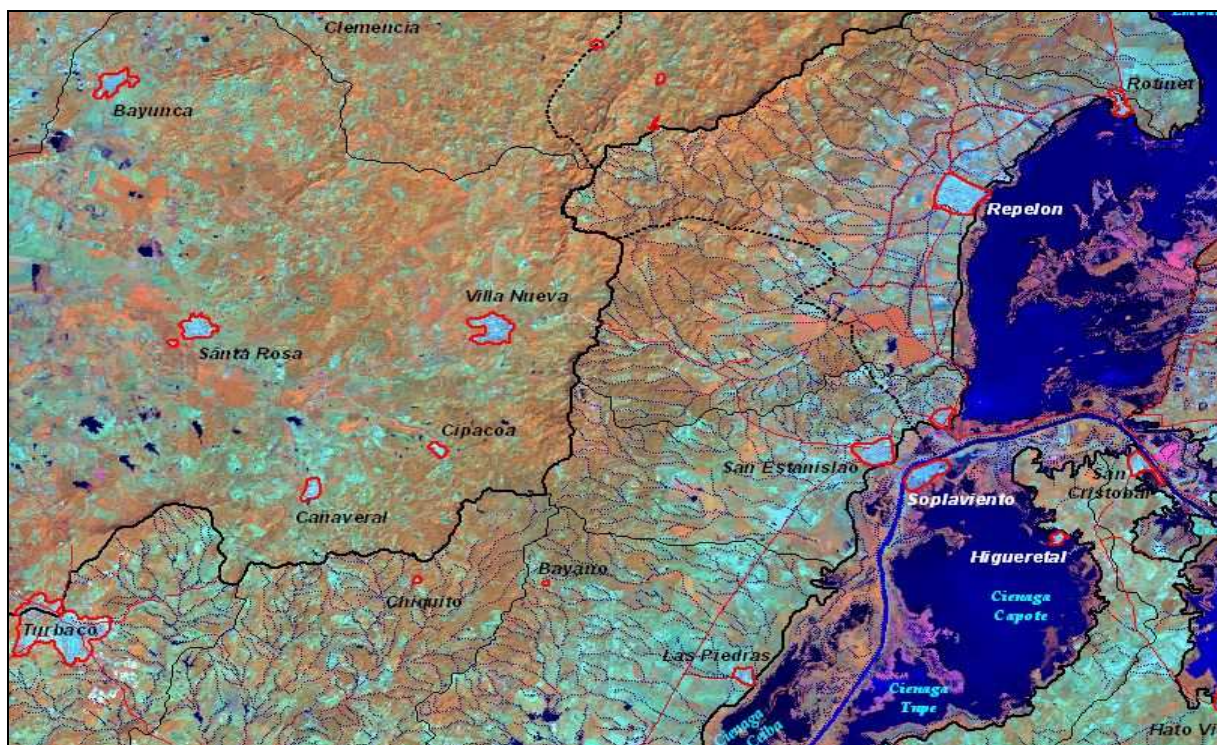 Clemencia
Bayunca
Rotinet
Repelon
Villa Nueva
Santa Rosa
Cipacoa
San Estanislao
San
Cristobal
Canaveral
Soplaviento
Higueretal
Bayano
Chiquito
Cienaga
Capote
Turbaco
Las Piedras
Cienaga
Tupe
Cienaga
Ceiba
Hato Vi